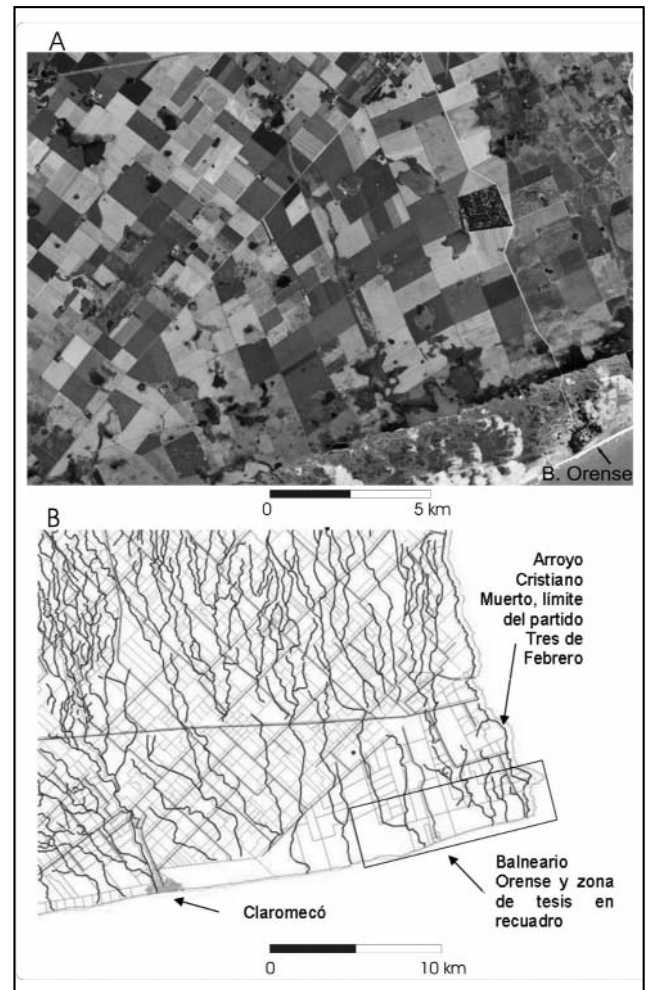 A
B. Orense
0 5 km
B
Arroyo
Cristiano
Muerto, límite
del partido
Tres de
Febrero
Balneario
Orense y zona
de tesis en
recuadro
Claromecó
0 10 km